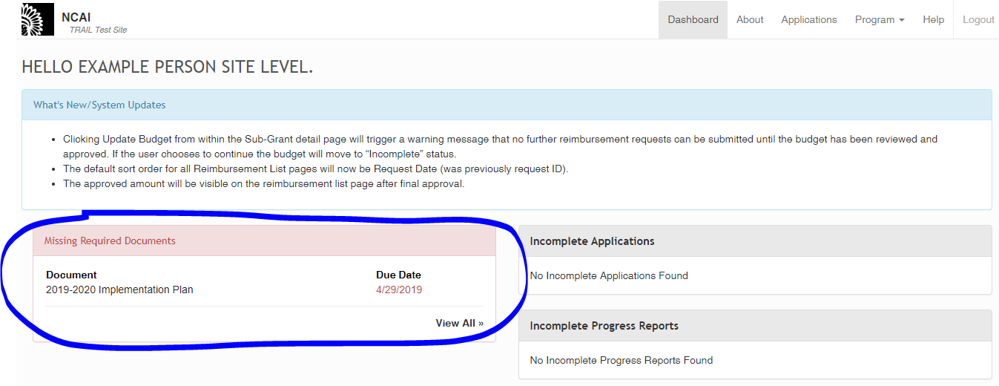 NCAI
TRAIL Test Site
Dashboard About Applications Program Help Logout
HELLO EXAMPLE PERSON SITE LEVEL.
What's New/System Updates
• Clicking Update Budget from within the Sub-Grant detail page will trigger a warning message that no further reimbursement requests can be submitted until the budget has been reviewed and
approved. If the user chooses to continue the budget will move to “Incomplete” status.
• The default sort order for all Reimbursement List pages will now be Request Date (was previously request ID).
• The approved amount will be visible on the reimbursement list page after final approval.
Missing Required Documents
Document Due Date
2019-2020 Implementation Plan 4/29/2019
View All »
Incomplete Applications
No Incomplete Applications Found
Incomplete Progress Reports
No Incomplete Progress Reports Found